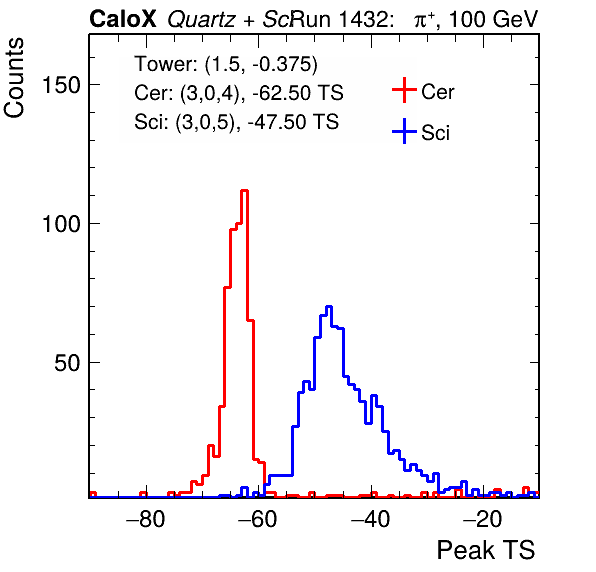 CaloX Quartz + ScRun 1432: π⁺, 100 GeV
Tower: (1.5, -0.375)
Cer: (3,0,4), -62.50 TS
Sci: (3,0,5), -47.50 TS
Cer
Sci
Counts
150
100
50
−80 −60 −40 −20
Peak TS